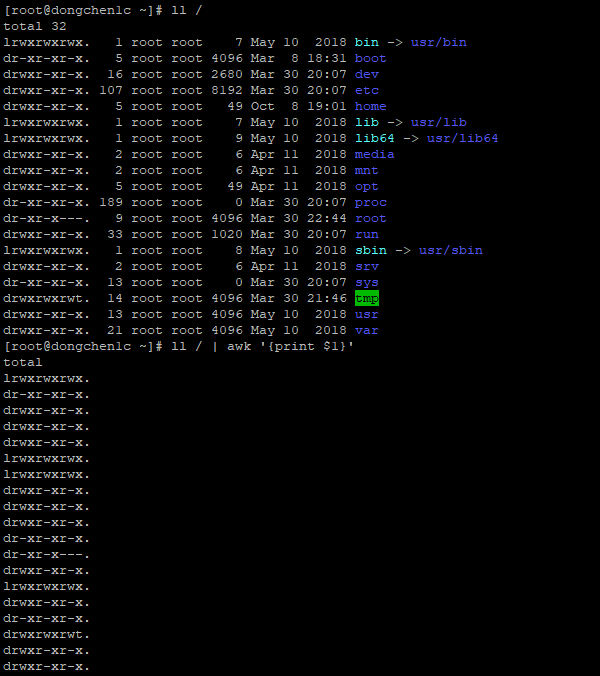 [root@dongchen1c ~]# ll /
total 32
lrwxrwxrwx.   1 root root    7 May 10  2018 bin -> usr/bin
dr-xr-xr-x.   5 root root 4096 Mar  8 18:31 boot
drwxr-xr-x.  16 root root 2680 Mar 30 20:07 dev
drwxr-xr-x. 107 root root 8192 Mar 30 20:07 etc
drwxr-xr-x.   5 root root   49 Oct  8 19:01 home
lrwxrwxrwx.   1 root root    7 May 10  2018 lib -> usr/lib
lrwxrwxrwx.   1 root root    9 May 10  2018 lib64 -> usr/lib64
drwxr-xr-x.   2 root root    6 Apr 11  2018 media
drwxr-xr-x.   2 root root    6 Apr 11  2018 mnt
drwxr-xr-x.   5 root root   49 Apr 11  2018 opt
dr-xr-xr-x. 189 root root    0 Mar 30 20:07 proc
dr-xr-x---.   9 root root 4096 Mar 30 22:44 root
drwxr-xr-x.  33 root root 1020 Mar 30 20:07 run
lrwxrwxrwx.   1 root root    8 May 10  2018 sbin -> usr/sbin
drwxr-xr-x.   2 root root    6 Apr 11  2018 srv
dr-xr-xr-x.  13 root root    0 Mar 30 20:07 sys
drwxrwxrwt.  14 root root 4096 Mar 30 21:46 tmp
drwxr-xr-x.  13 root root 4096 May 10  2018 usr
drwxr-xr-x.  21 root root 4096 May 10  2018 var
[root@dongchen1c ~]# ll / | awk '{print $1}'
total
lrwxrwxrwx.
dr-xr-xr-x.
drwxr-xr-x.
drwxr-xr-x.
drwxr-xr-x.
lrwxrwxrwx.
lrwxrwxrwx.
drwxr-xr-x.
drwxr-xr-x.
drwxr-xr-x.
dr-xr-xr-x.
dr-xr-x---.
drwxr-xr-x.
lrwxrwxrwx.
drwxr-xr-x.
dr-xr-xr-x.
drwxrwxrwt.
drwxr-xr-x.
drwxr-xr-x.